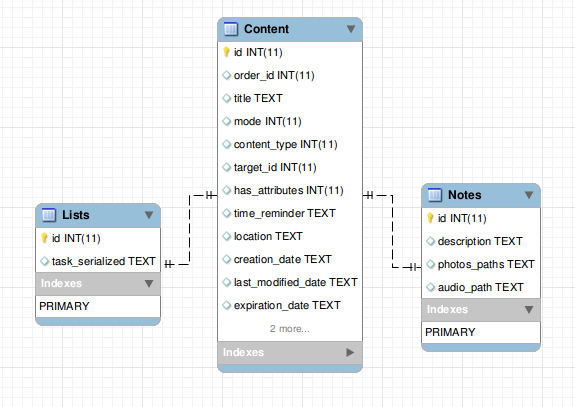 Content
id INT(11)
order_id INT(11)
title TEXT
mode INT(11)
content_type INT(11)
target_id INT(11)
has_attributes INT(11)
time_reminder TEXT
location TEXT
creation_date TEXT
last_modified_date TEXT
expiration_date TEXT
2 more...
Indexes
Lists
id INT(11)
task_serialized TEXT
Indexes
PRIMARY
Notes
id INT(11)
description TEXT
photos_paths TEXT
audio_path TEXT
Indexes
PRIMARY